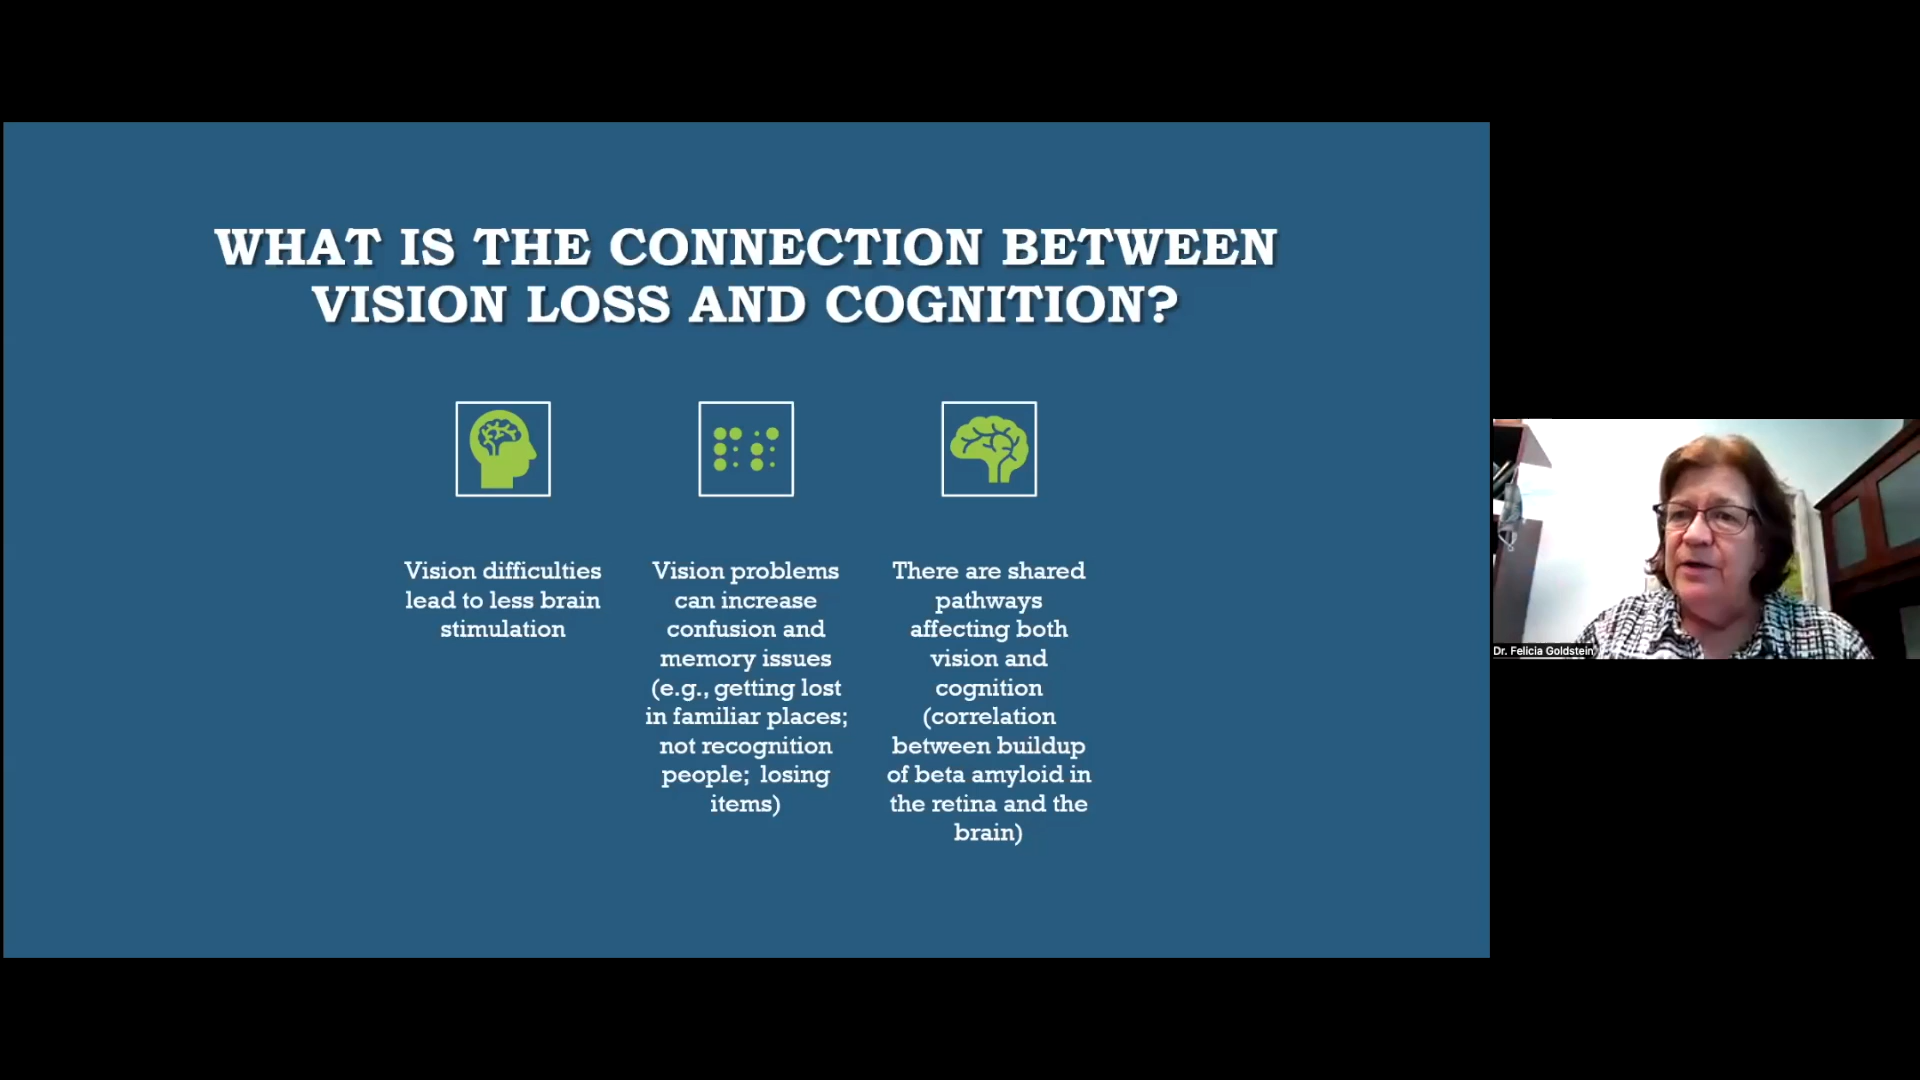 WHAT IS THE CONNECTION BETWEEN
VISION LOSS AND COGNITION?
Vision difficulties
lead to less brain
stimulation
Vision problems
can increase
confusion and
memory issues
(e.g., getting lost
in familiar places;
not recognition
people; losing
items)
There are shared
pathways
affecting both
vision and
cognition
(correlation
between buildup
of beta amyloid in
the retina and the
brain)
Dr. Felicia Goldstein